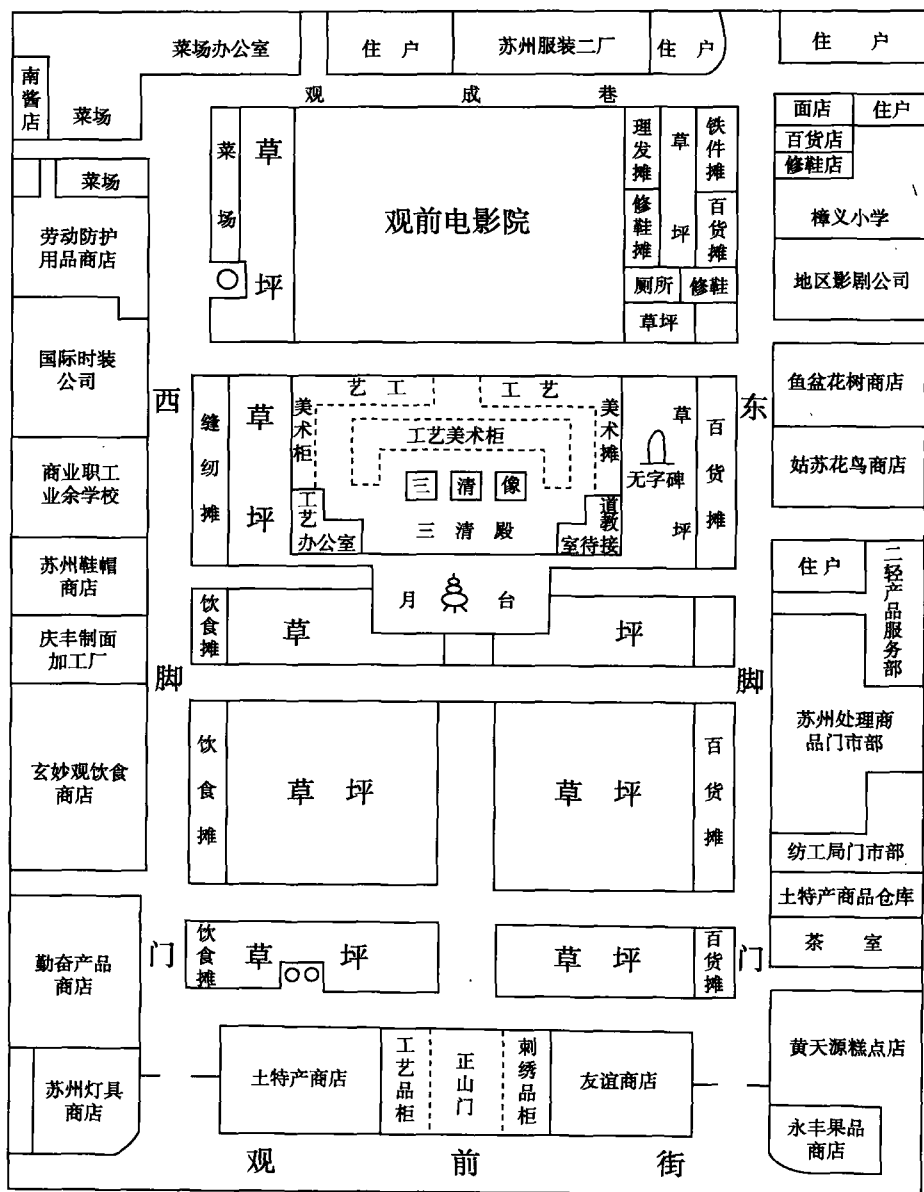 菜场办公室
住户
苏州服装二厂
住户
住户
南酱店
菜场
观成巷
面店
住户
百货店
修鞋店
樟义小学
地区影剧公司
菜场
草坪
观前电影院
理发摊
草坪
铁件摊
修鞋摊
百货摊
厕所
修鞋
草坪
菜场
劳动防护
用品商店
国际时装
公司
商业职工
业余学校
苏州鞋帽
商店
庆丰制面
加工厂
玄妙观饮食
商店
勤奋产品
商店
苏州灯具
商店
西脚门
缝纫摊
草坪
美术柜
艺工
工艺
美术摊
工艺美术柜
三清像
三清殿
工艺
办公室
道教
室待接
无字碑
草坪
百货摊
东脚门
鱼盆花树商店
姑苏花鸟商店
住户
二轻产品服务部
苏州处理商
品门市部
纺工局门市部
土特产商品仓库
茶室
黄天源糕点店
永丰果品
商店
饮食摊
草坪
月台
饮食摊
草坪
草坪
百货摊
饮食摊
草坪
草坪
百货摊
土特产商店
工艺品柜
正山门
刺绣品柜
友谊商店
观前街